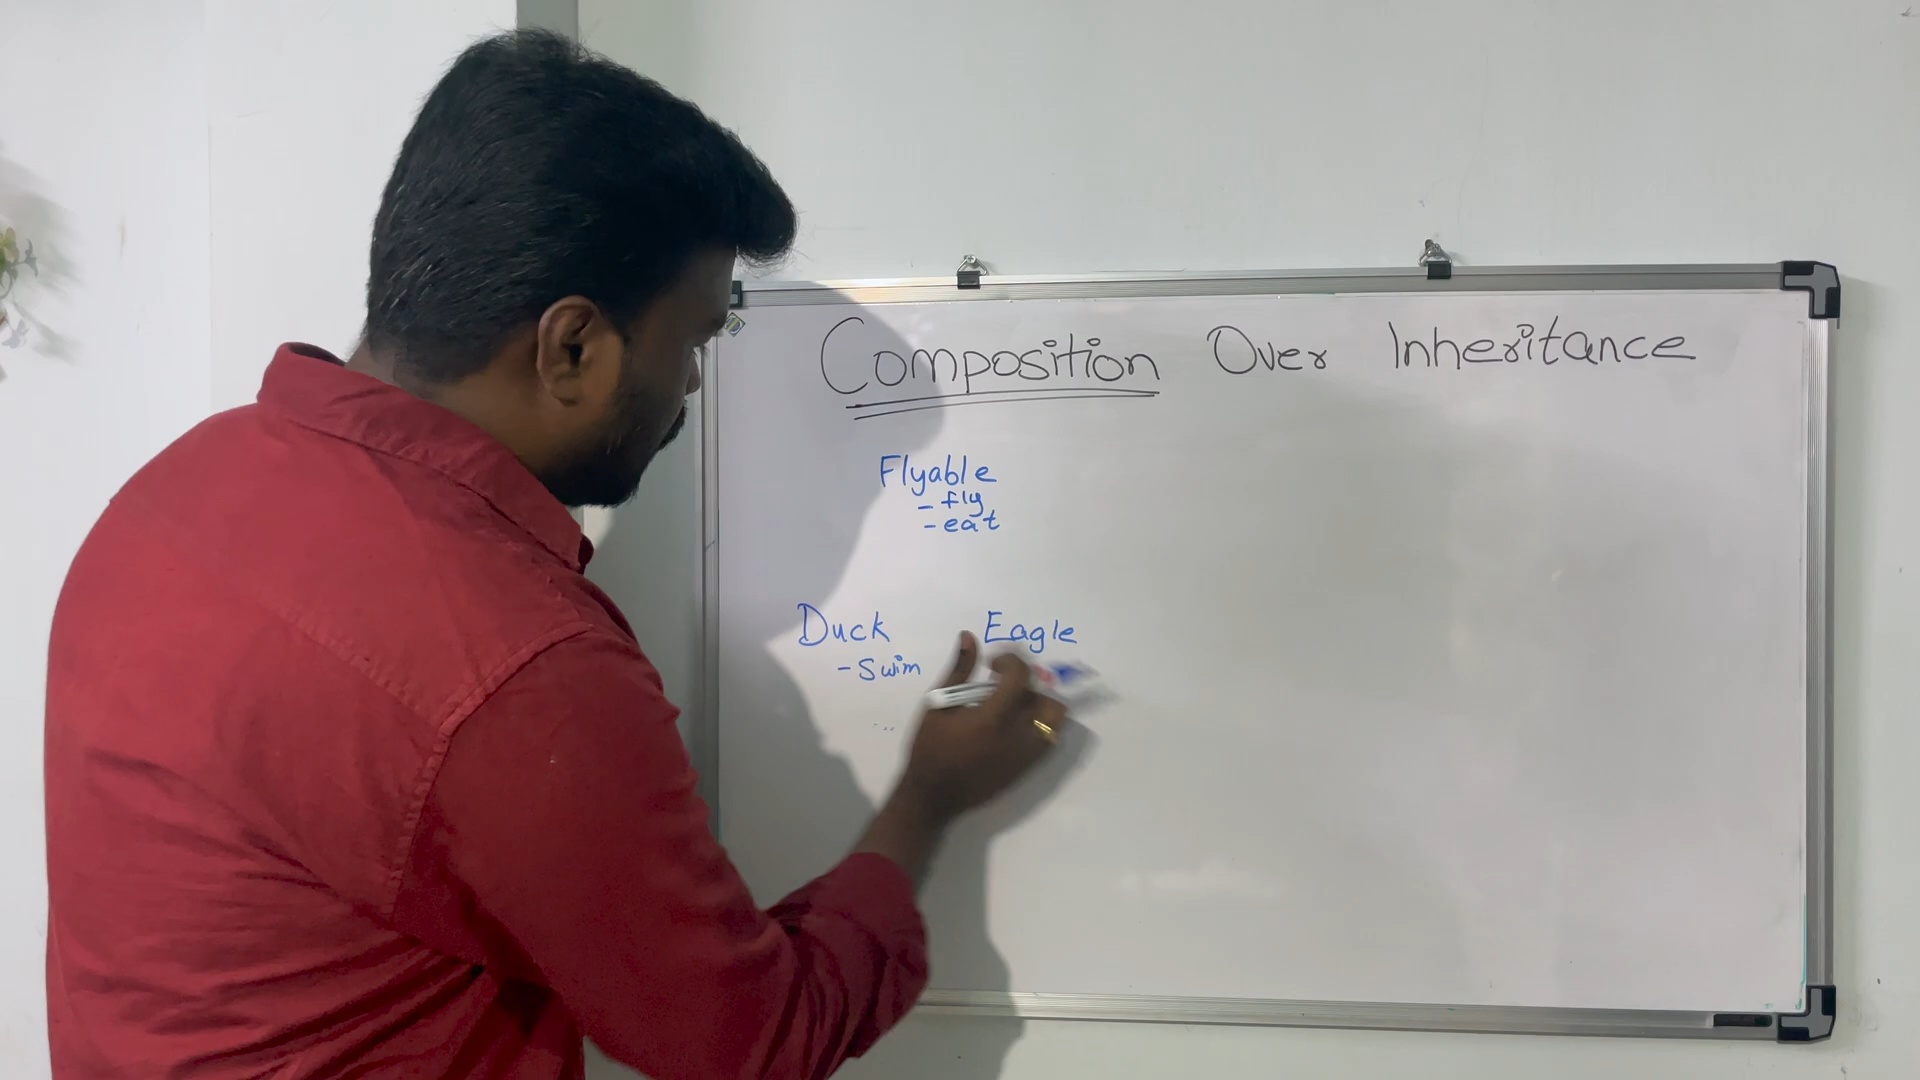 Composition Over Inheritance
Flyable
- fly
- eat
Duck Eagle
- Swim